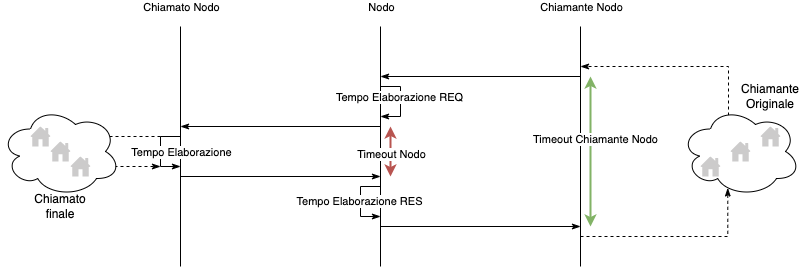 Chiamato Nodo
Nodo
Chiamante Nodo
Chiamante
Originale
Tempo Elaborazione REQ
Timeout Chiamante Nodo
Tempo Elaborazione
Timeout Nodo
Chiamato
finale
Tempo Elaborazione RES